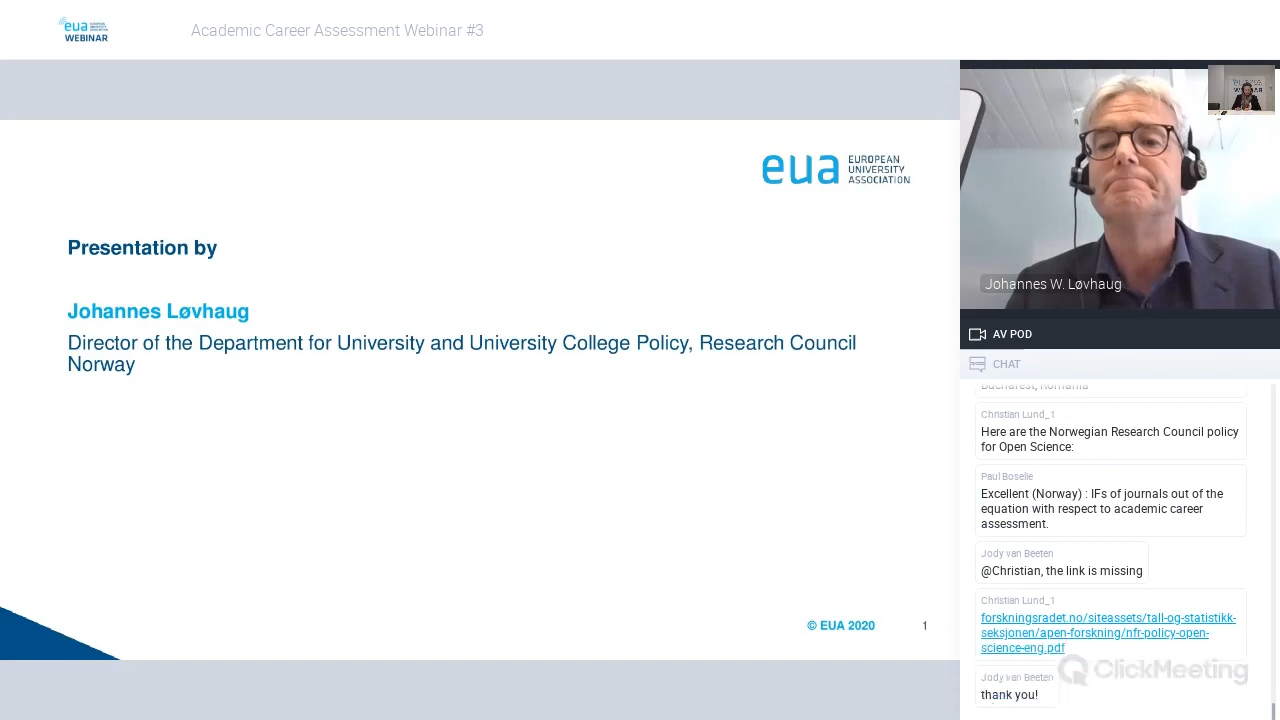 eua EUROPEAN UNIVERSITY ASSOCIATION
WEBINAR
Academic Career Assessment Webinar #3
eua
EUROPEAN
UNIVERSITY
ASSOCIATION
Presentation by
Johannes Løvhaug
Director of the Department for University and University College Policy, Research Council
Norway
© EUA 2020
1
Johannes W. Løvhaug
AV POD
CHAT
Bucharest, Romania
Christian Lund_1
Here are the Norwegian Research Council policy
for Open Science:
Paul Boselie
Excellent (Norway) : IFs of journals out of the
equation with respect to academic career
assessment.
Jody van Beeten
@Christian, the link is missing
Christian Lund_1
forskningsradet.no/siteassets/tall-og-statistikk-
seksjonen/apen-forskning/nfr-policy-open-
science-eng.pdf
Jody van Beeten
thank you!
ClickMeeting